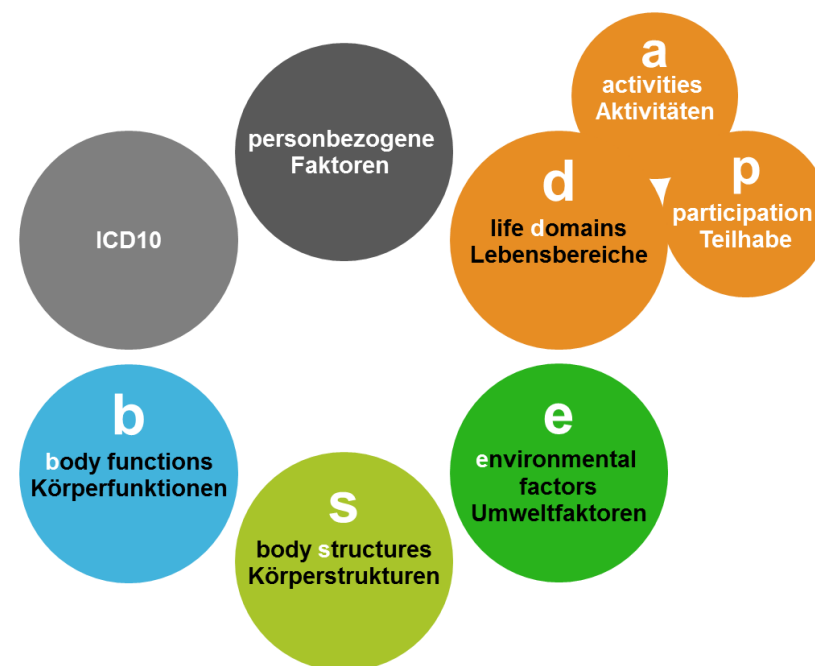 a
activities
Aktivitäten
personbezogene
Faktoren
d
life domains
Lebensbereiche
p
participation
Teilhabe
ICD10
b
body functions
Körperfunktionen
s
body structures
Körperstrukturen
e
environmental
factors
Umweltfaktoren